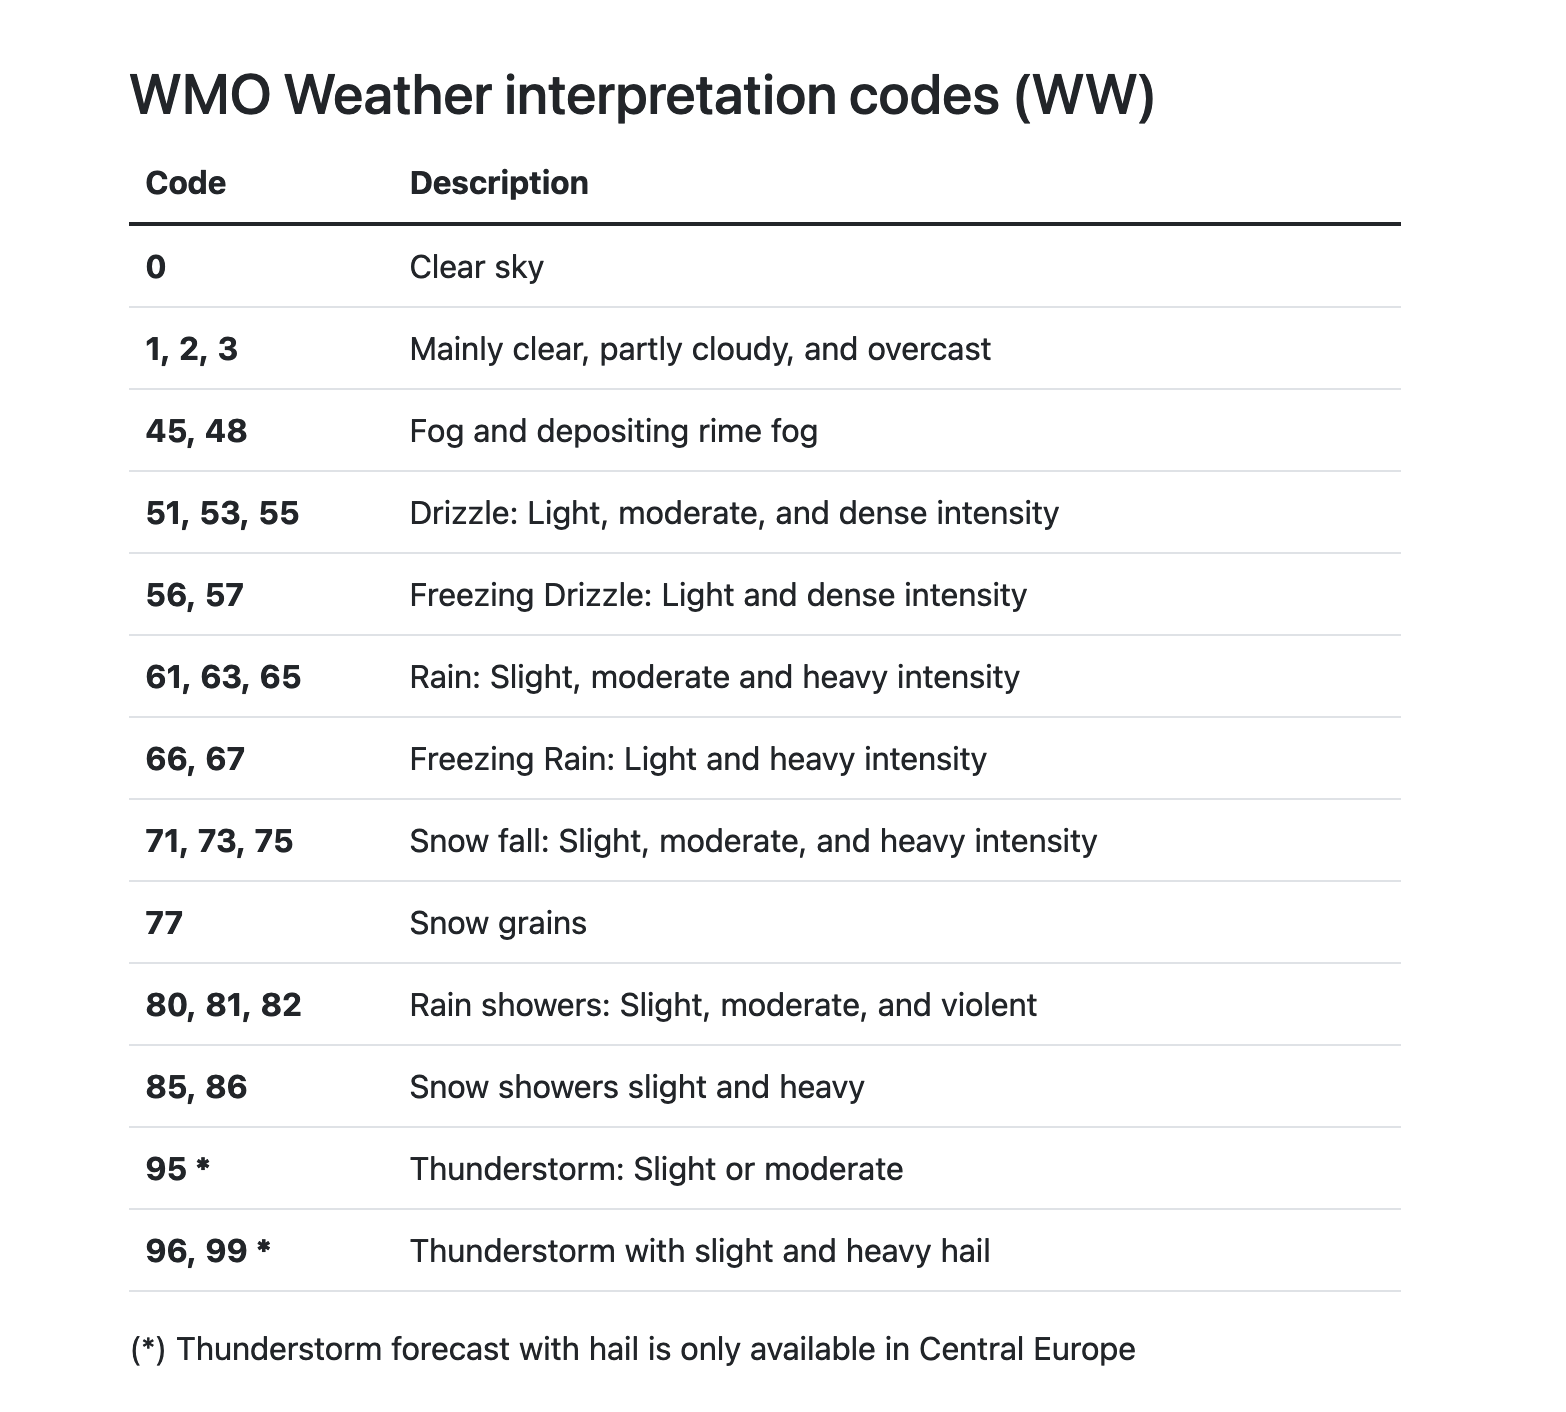 WMO Weather interpretation codes (WW)
Code Description
0 Clear sky
1, 2, 3 Mainly clear, partly cloudy, and overcast
45, 48 Fog and depositing rime fog
51, 53, 55 Drizzle: Light, moderate, and dense intensity
56, 57 Freezing Drizzle: Light and dense intensity
61, 63, 65 Rain: Slight, moderate and heavy intensity
66, 67 Freezing Rain: Light and heavy intensity
71, 73, 75 Snow fall: Slight, moderate, and heavy intensity
77 Snow grains
80, 81, 82 Rain showers: Slight, moderate, and violent
85, 86 Snow showers slight and heavy
95 * Thunderstorm: Slight or moderate
96, 99 * Thunderstorm with slight and heavy hail
(*) Thunderstorm forecast with hail is only available in Central Europe